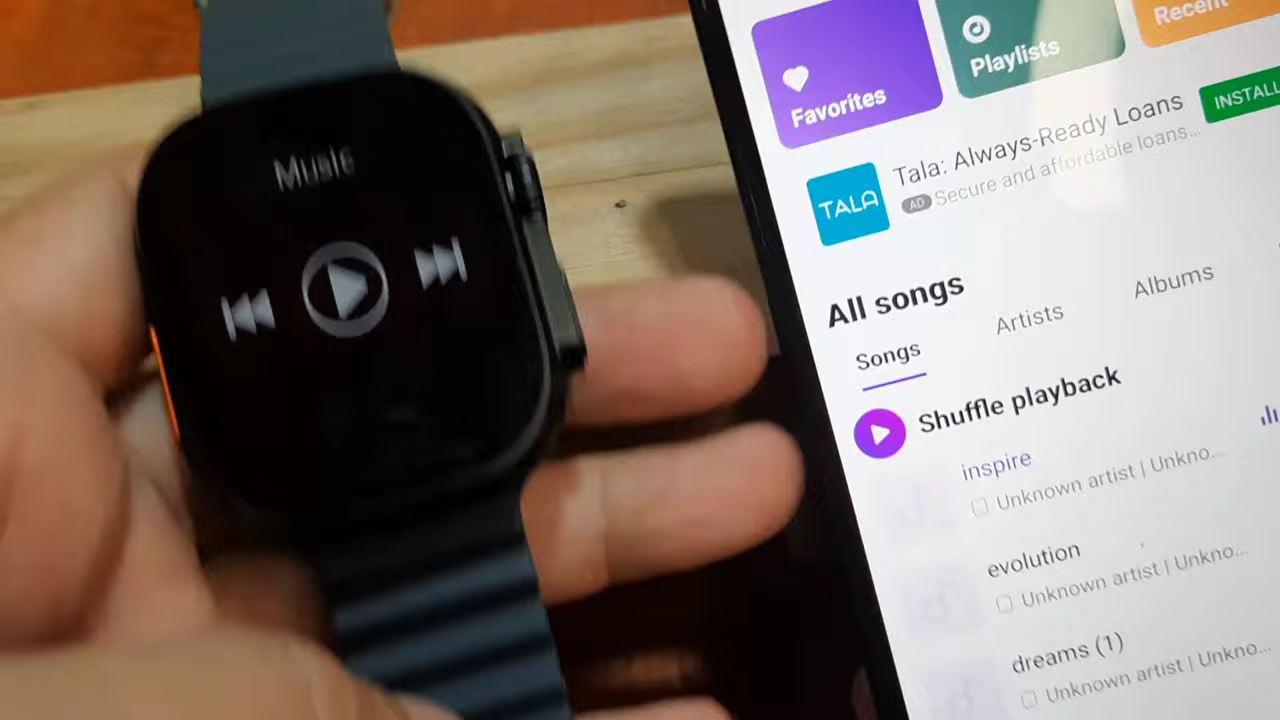 Music
Favorites
Playlists
Recent
TALA
Tala: Always-Ready Loans
AD Secure and affordable loans...
INSTALL
All songs
Songs
Artists
Albums
Shuffle playback
inspire
Unknown artist | Unkno...
evolution
Unknown artist | Unkno...
dreams (1)
Unknown artist | Unkno...